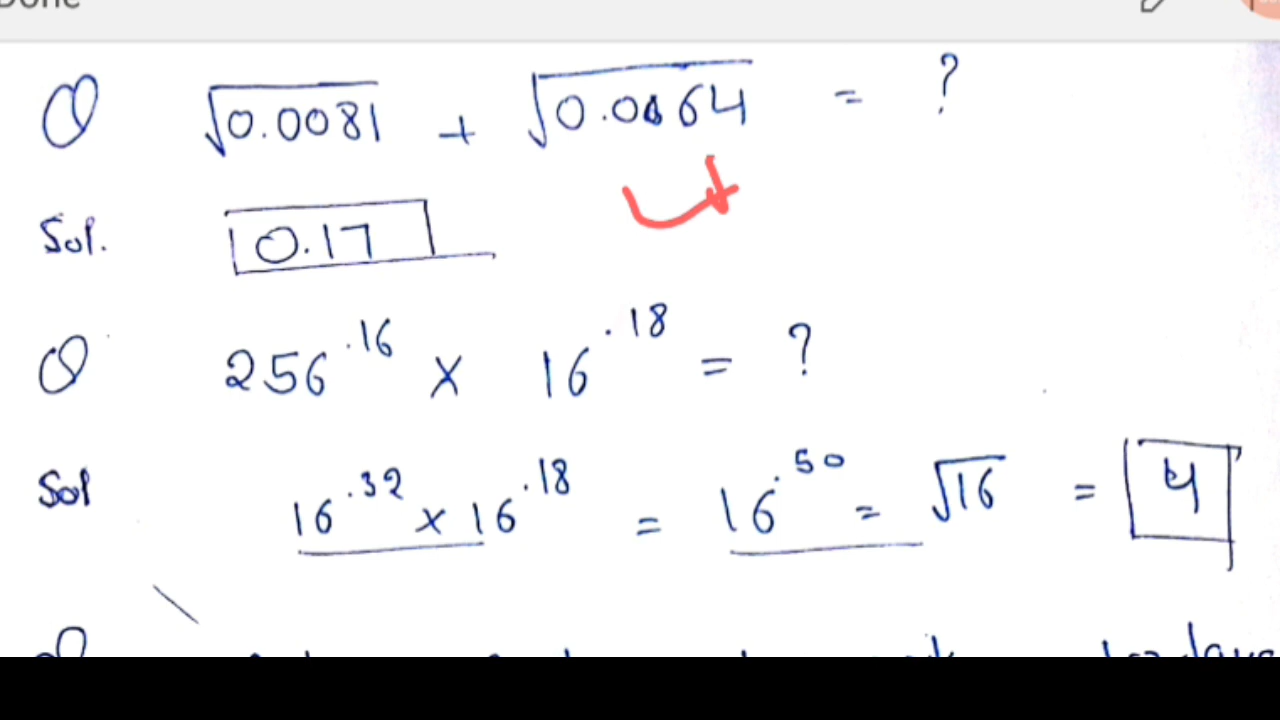 Done
Q √0.0081 + √0.0064 = ?
Sol. 0.17
Q 256^.16 × 16^.18 = ?
Sol 16^.32 × 16^.18 = 16^.50 = √16 = 4